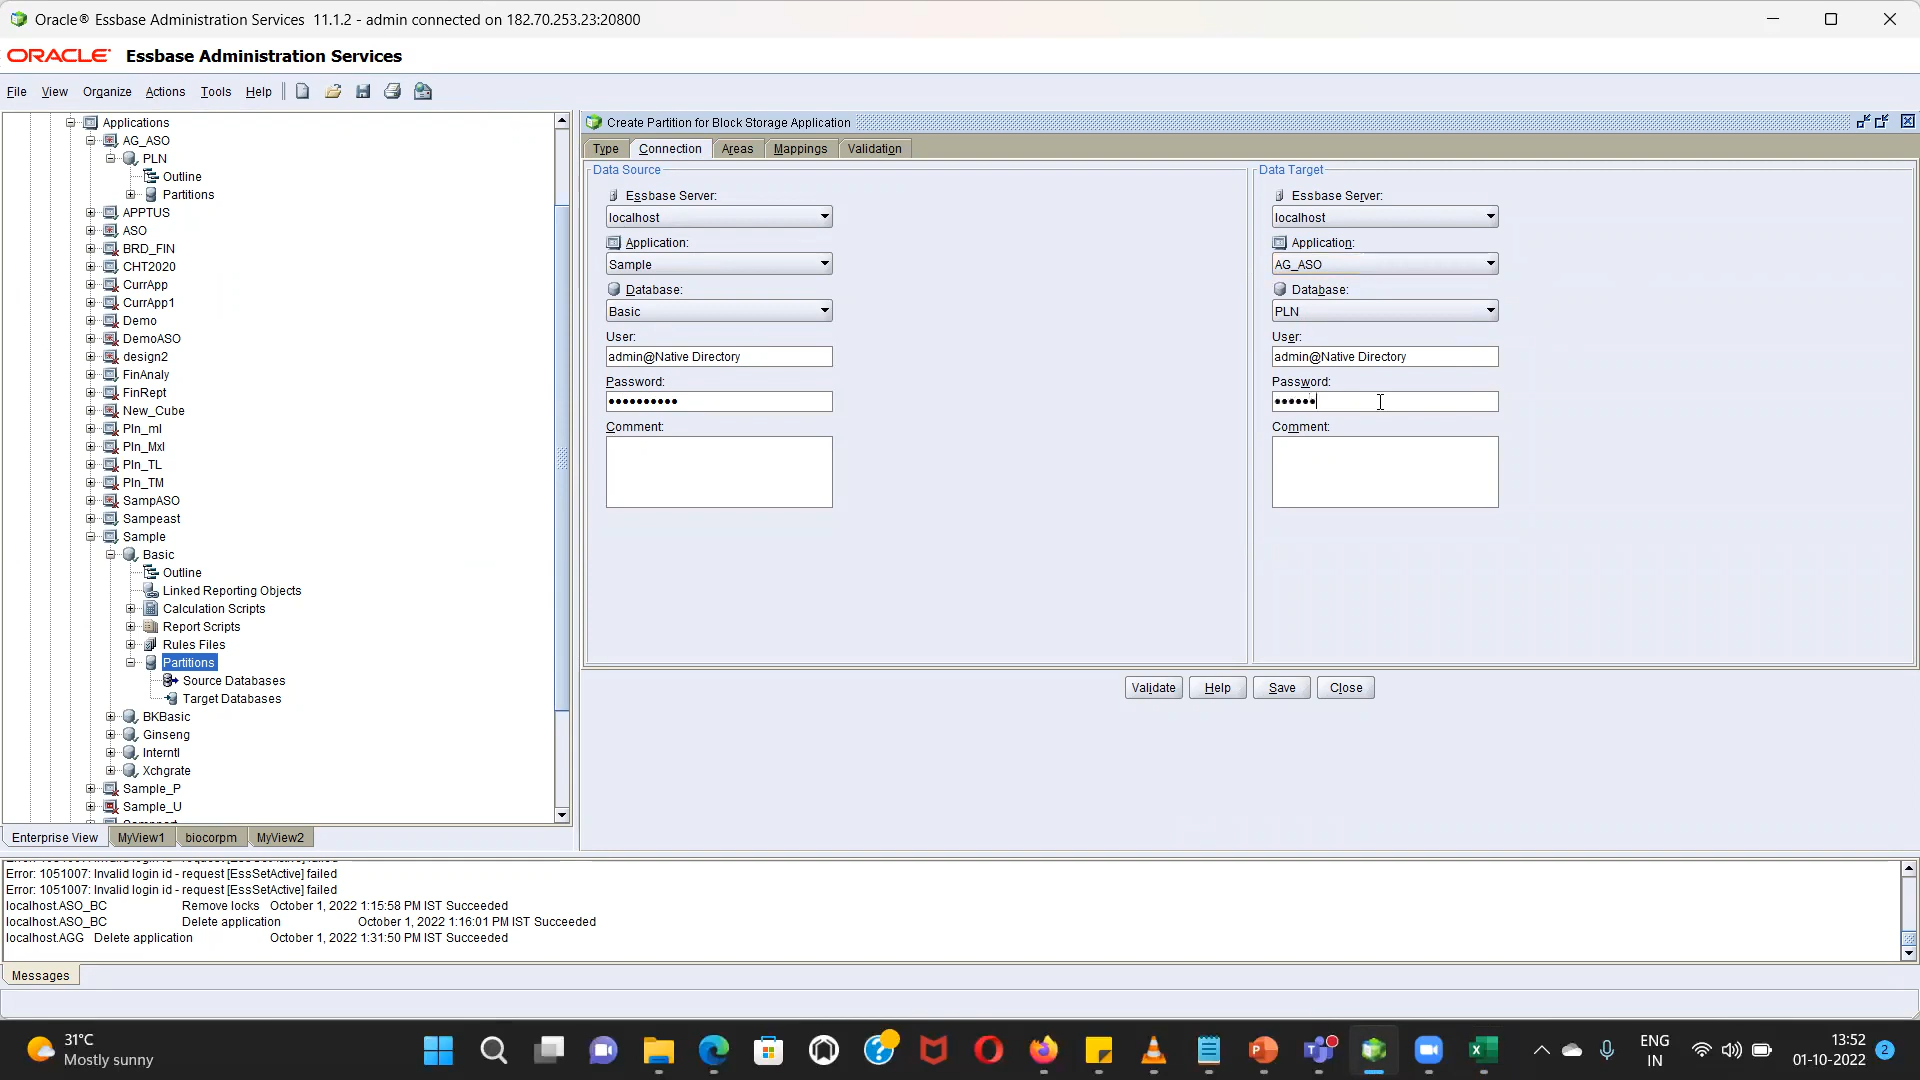 Oracle® Essbase Administration Services 11.1.2 - admin connected on 182.70.253.23:20800
ORACLE Essbase Administration Services
File View Organize Actions Tools Help
Applications
AG_ASO
PLN
Outline
Partitions
APPTUS
ASO
BRD_FIN
CHT2020
CurrApp
CurrApp1
Demo
DemoASO
design2
FinAnaly
FinRept
New_Cube
Pln_ml
Pln_Mxl
Pln_TL
Pln_TM
SampASO
Sampeast
Sample
Basic
Outline
Linked Reporting Objects
Calculation Scripts
Report Scripts
Rules Files
Partitions
Source Databases
Target Databases
BKBasic
Ginseng
Interntl
Xchgrate
Sample_P
Sample_U
Enterprise View MyView1 biocorpm MyView2
Create Partition for Block Storage Application
Type Connection Areas Mappings Validation
Data Source
Essbase Server:
localhost
Application:
Sample
Database:
Basic
User:
admin@Native Directory
Password:
••••••••••
Comment:
Data Target
Essbase Server:
localhost
Application:
AG_ASO
Database:
PLN
User:
admin@Native Directory
Password:
••••••
Comment:
Validate Help Save Close
Error: 1051007: Invalid login id - request [EssSetActive] failed
Error: 1051007: Invalid login id - request [EssSetActive] failed
localhost.ASO_BC Remove locks October 1, 2022 1:15:58 PM IST Succeeded
localhost.ASO_BC Delete application October 1, 2022 1:16:01 PM IST Succeeded
localhost.AGG Delete application October 1, 2022 1:31:50 PM IST Succeeded
Messages
31°C
Mostly sunny
ENG
IN
13:52
01-10-2022
2